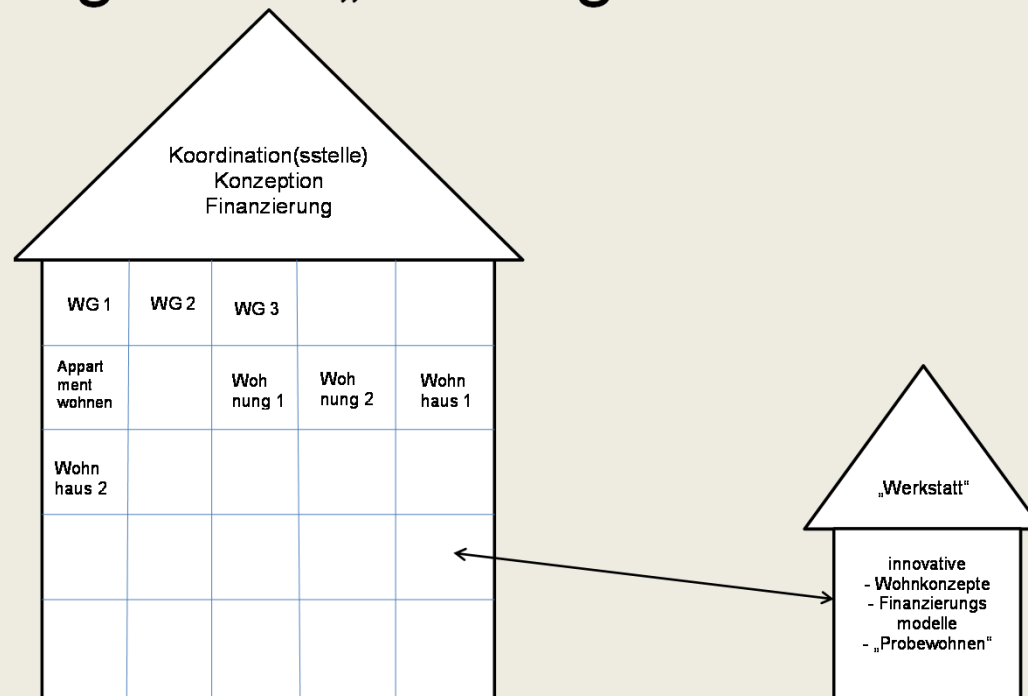 Koordination(sstelle)
Konzeption
Finanzierung
WG 1
WG 2
WG 3
Appart
ment
wohnen
Woh
nung 1
Woh
nung 2
Wohn
haus 1
Wohn
haus 2
„Werkstatt“
innovative
- Wohnkonzepte
- Finanzierungs
modelle
- „Probewohnen“